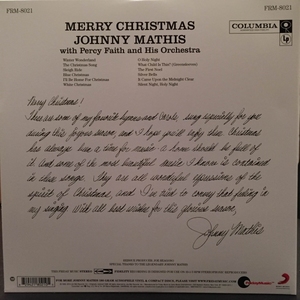 FRM-8021
FRM-8021
MERRY CHRISTMAS
JOHNNY MATHIS
with Percy Faith and His Orchestra
COLUMBIA
Winter Wonderland
The Christmas Song
Sleigh Ride
Blue Christmas
I'll Be Home For Christmas
White Christmas
O Holy Night
What Child Is This? (Greensleeves)
The First Noel
Silver Bells
It Came Upon the Midnight Clear
Silent Night, Holy Night
Merry Christmas!
These are some of my favorite hymns and carols, sung especially for you
during this joyous season, and I hope you'll enjoy them. Christmas
has always been a time for music a home should be full of
it. And some of the most beautiful music I know is contained
in these songs. They are all wonderful expressions of the
spirit of Christmas, and I've tried to convey that feeling in
my singing. With all best wishes for this glorious season,
Johnny Mathis